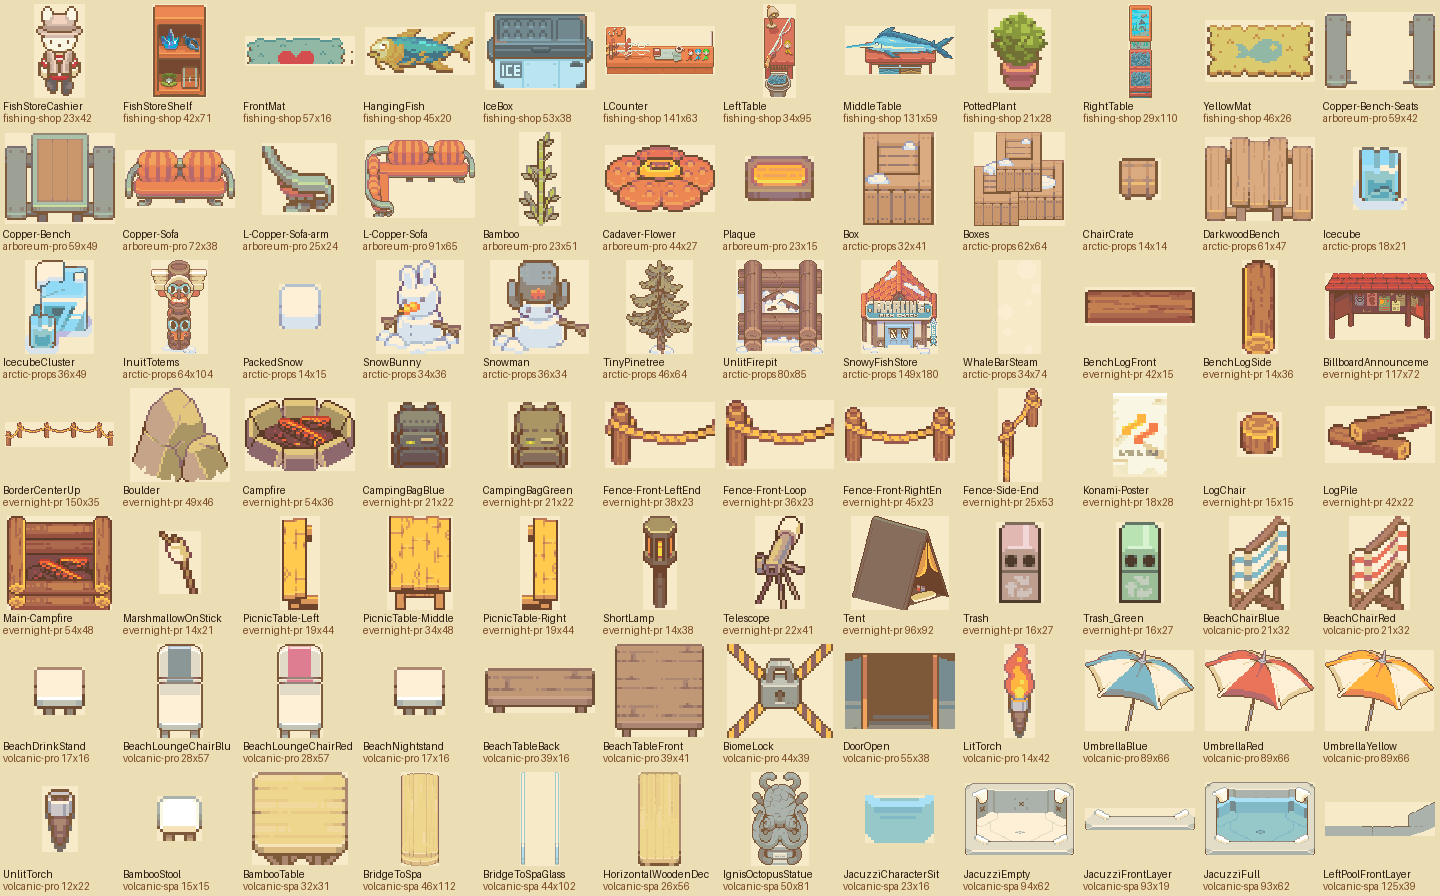 ICE
FishStoreCashier FishStoreShelf FrontMat HangingFish IceBox LCounter LeftTable MiddleTable PottedPlant RightTable YellowMat Copper-Bench-Seats
fishing-shop 23x42 fishing-shop 42x71 fishing-shop 57x16 fishing-shop 45x20 fishing-shop 53x38 fishing-shop 141x63 fishing-shop 34x95 fishing-shop 131x59 fishing-shop 21x28 fishing-shop 29x110 fishing-shop 46x26 arboreum-pro 59x42
Copper-Bench Copper-Sofa L-Copper-Sofa-arm L-Copper-Sofa Bamboo Cadaver-Flower Plaque Box Boxes ChairCrate DarkwoodBench Icecube
arboreum-pro 59x49 arboreum-pro 72x38 arboreum-pro 25x24 arboreum-pro 91x65 arboreum-pro 23x51 arboreum-pro 44x27 arboreum-pro 23x15 arctic-props 32x41 arctic-props 62x64 arctic-props 14x14 arctic-props 61x47 arctic-props 18x21
IcecubeCluster InuitTotems PackedSnow SnowBunny Snowman TinyPinetree UnlitFirepit SnowyFishStore WhaleBarSteam BenchLogFront BenchLogSide BillboardAnnounceme
arctic-props 36x49 arctic-props 64x104 arctic-props 14x15 arctic-props 34x36 arctic-props 36x34 arctic-props 46x64 arctic-props 80x85 arctic-props 149x180 arctic-props 34x74 evernight-pr 42x15 evernight-pr 14x36 evernight-pr 117x72
BorderCenterUp Boulder Campfire CampingBagBlue CampingBagGreen Fence-Front-LeftEnd Fence-Front-Loop Fence-Front-RightEn Fence-Side-End Konami-Poster LogChair LogPile
evernight-pr 150x35 evernight-pr 49x46 evernight-pr 54x36 evernight-pr 21x22 evernight-pr 21x22 evernight-pr 38x23 evernight-pr 36x23 evernight-pr 45x23 evernight-pr 25x53 evernight-pr 18x28 evernight-pr 15x15 evernight-pr 42x22
Main-Campfire MarshmallowOnStick PicnicTable-Left PicnicTable-Middle PicnicTable-Right ShortLamp Telescope Tent Trash Trash_Green BeachChairBlue BeachChairRed
evernight-pr 54x48 evernight-pr 14x21 evernight-pr 19x44 evernight-pr 34x48 evernight-pr 19x44 evernight-pr 14x38 evernight-pr 22x41 evernight-pr 96x92 evernight-pr 16x27 evernight-pr 16x27 volcanic-pro 21x32 volcanic-pro 21x32
BeachDrinkStand BeachLoungeChairBlu BeachLoungeChairRed BeachNightstand BeachTableBack BeachTableFront BiomeLock DoorOpen LitTorch UmbrellaBlue UmbrellaRed UmbrellaYellow
volcanic-pro 17x16 volcanic-pro 28x57 volcanic-pro 28x57 volcanic-pro 17x16 volcanic-pro 39x16 volcanic-pro 39x41 volcanic-pro 44x39 volcanic-pro 55x38 volcanic-pro 14x42 volcanic-pro 89x66 volcanic-pro 89x66 volcanic-pro 89x66
UnlitTorch BambooStool BambooTable BridgeToSpa BridgeToSpaGlass HorizontalWoodenDec IgnisOctopusStatue JacuzziCharacterSit JacuzziEmpty JacuzziFrontLayer JacuzziFull LeftPoolFrontLayer
volcanic-pro 12x22 volcanic-spa 15x15 volcanic-spa 32x31 volcanic-spa 46x112 volcanic-spa 44x102 volcanic-spa 26x56 volcanic-spa 50x81 volcanic-spa 23x16 volcanic-spa 94x62 volcanic-spa 93x19 volcanic-spa 93x62 volcanic-spa 125x39